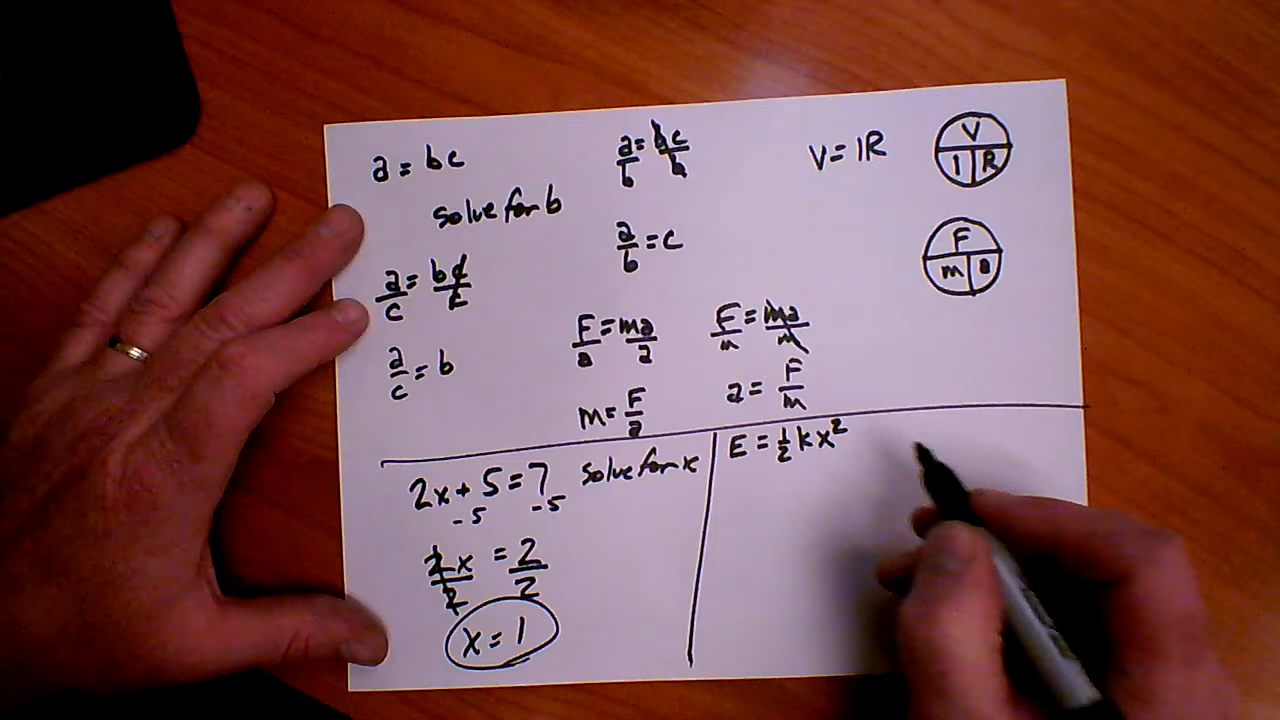 a = bc
solve for b
a/c = bc/c
a/c = b
a/b = bc/b
a/b = c
F/a = ma/a
m = F/a
F/m = ma/m
a = F/m
V = IR
V
I R
F
m a
2x + 5 = 7 solve for x
-5 -5
2x/2 = 2/2
x = 1
E = ½kx²